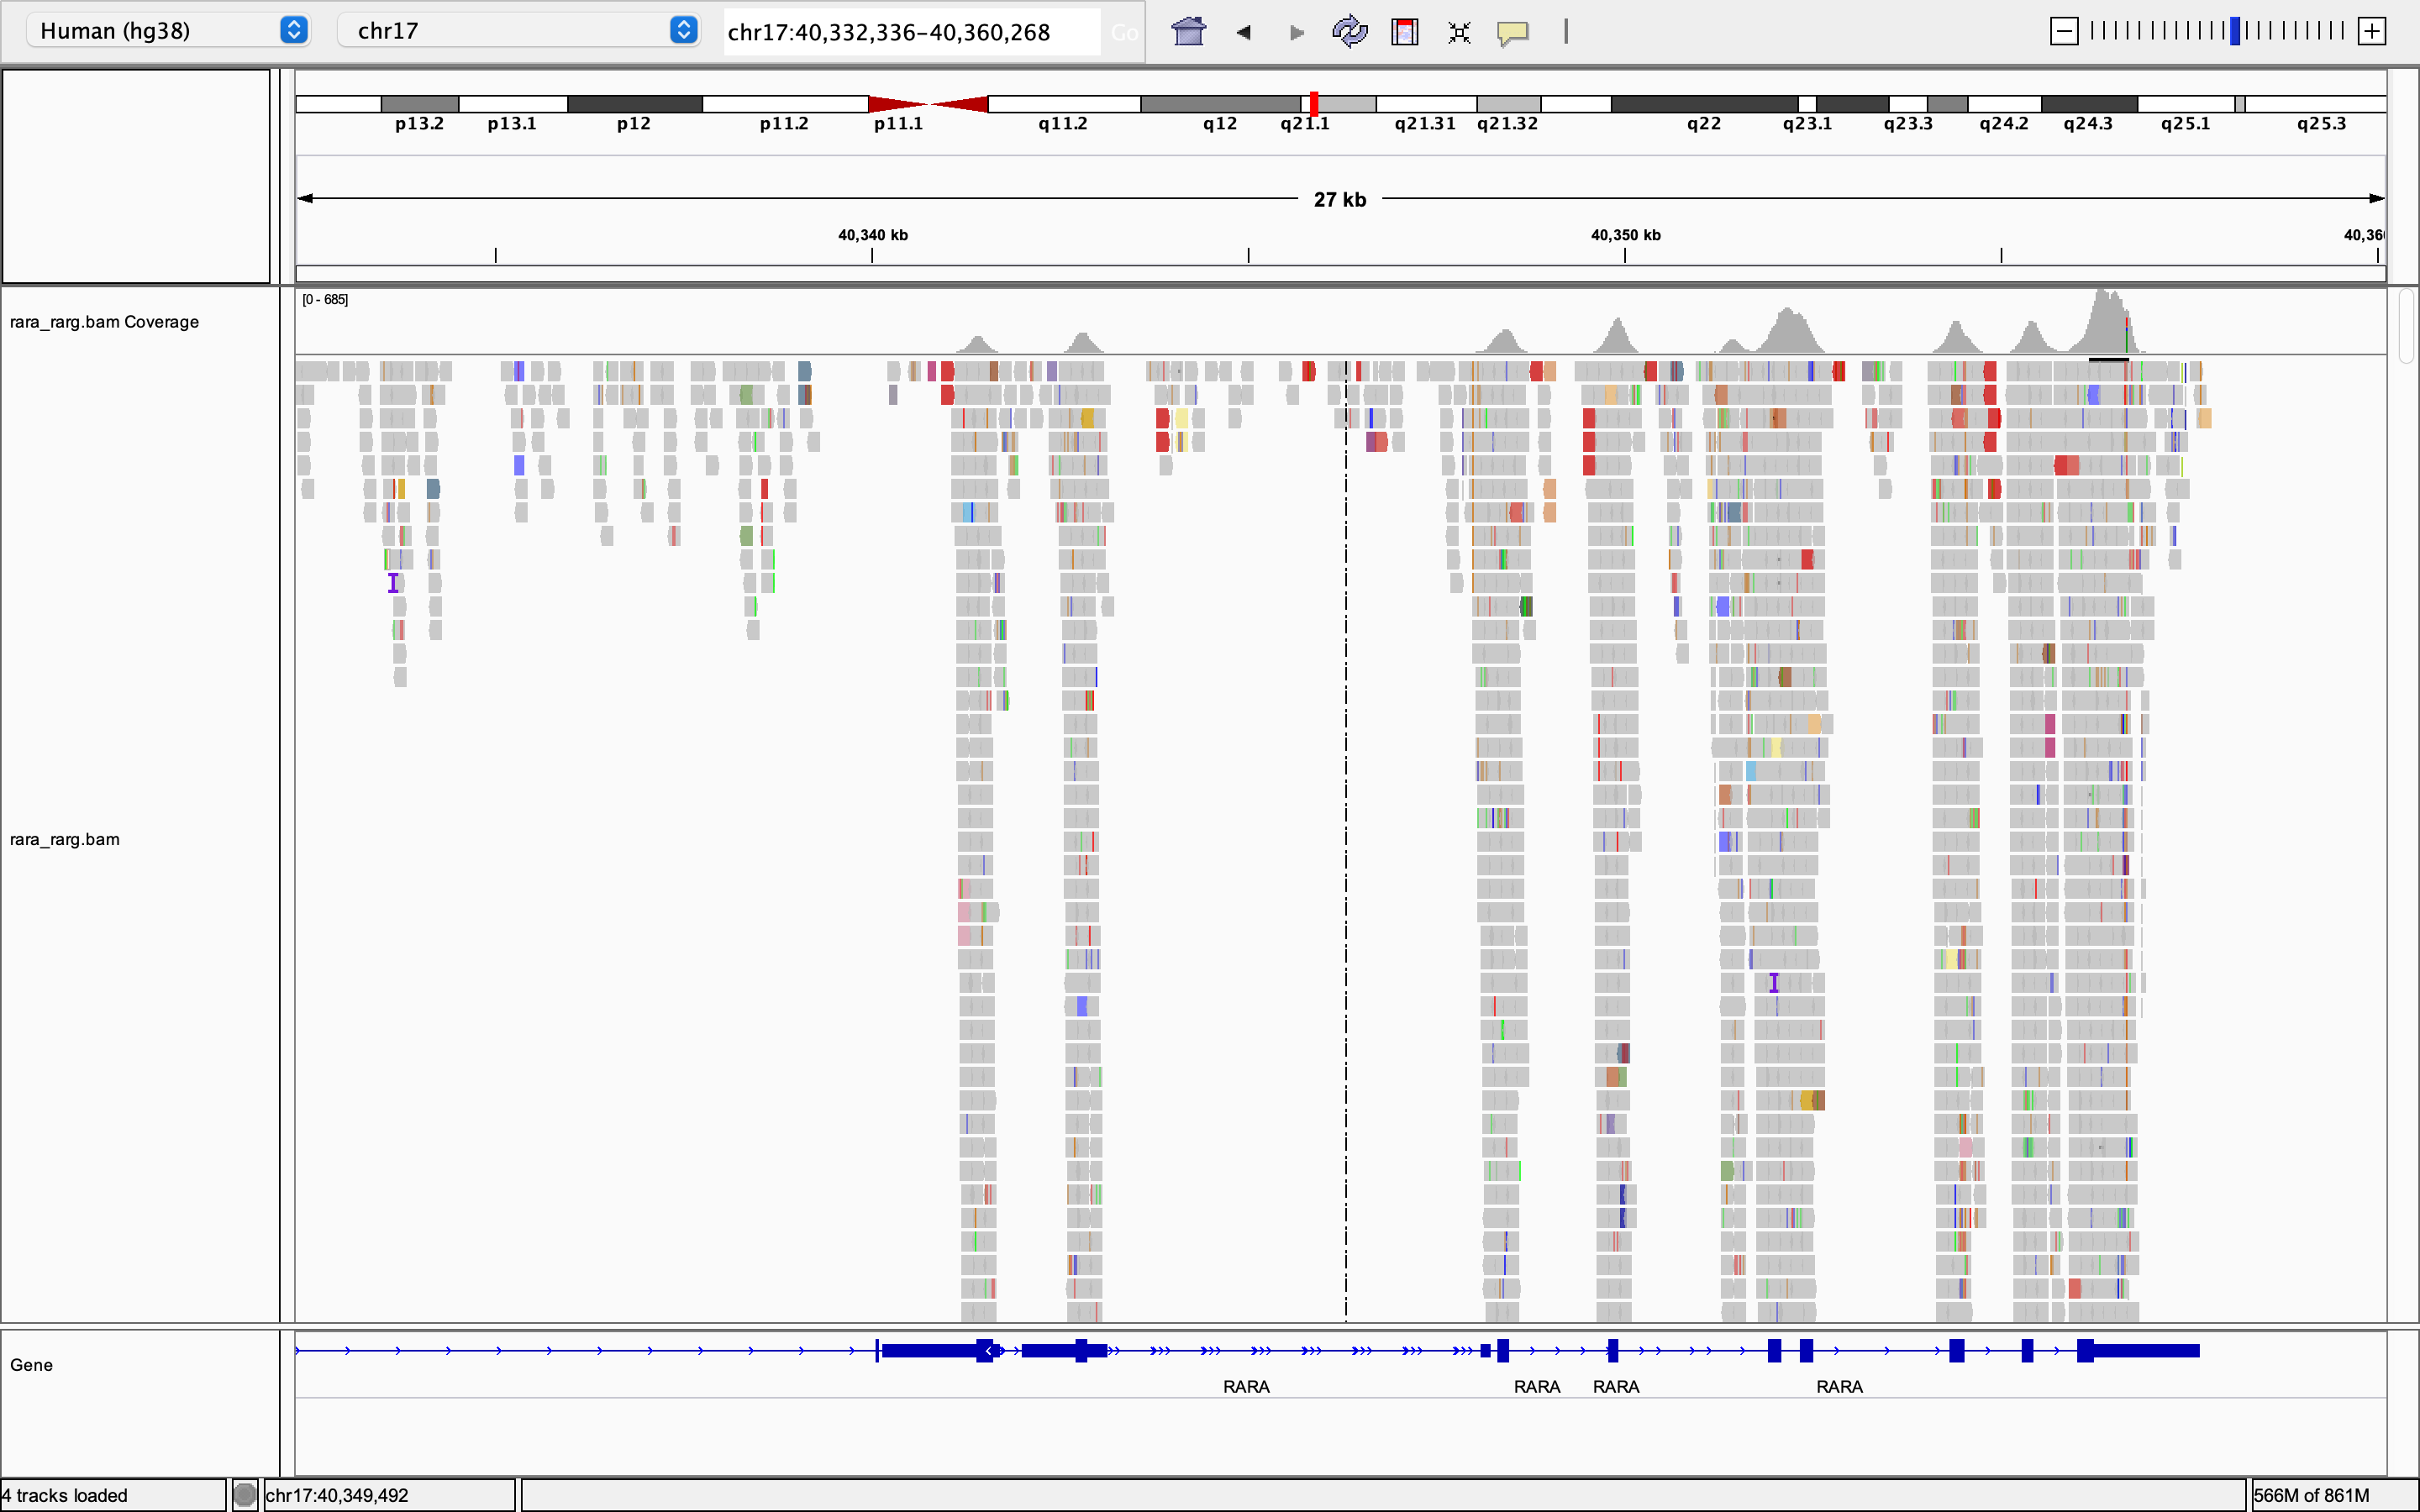 Human (hg38) chr17 chr17:40,332,336-40,360,268 Go
p13.2 p13.1 p12 p11.2 p11.1 q11.2 q12 q21.1 q21.31 q21.32 q22 q23.1 q23.3 q24.2 q24.3 q25.1 q25.3
27 kb
40,340 kb 40,350 kb
[0 - 685]
rara_rarg.bam Coverage
rara_rarg.bam
Gene
RARA RARA RARA RARA
4 tracks loaded chr17:40,349,492 566M of 861M